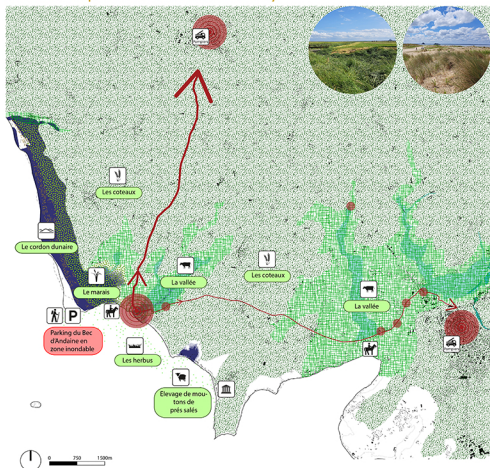 Les coteaux
Le cordon dunaire
La vallée
Les coteaux
Le marais
La vallée
P
Parking du Bec
d'Andaine en
zone inondable
Les herbus
Elevage de mou-
tons de
prés salés
0 750 1500m